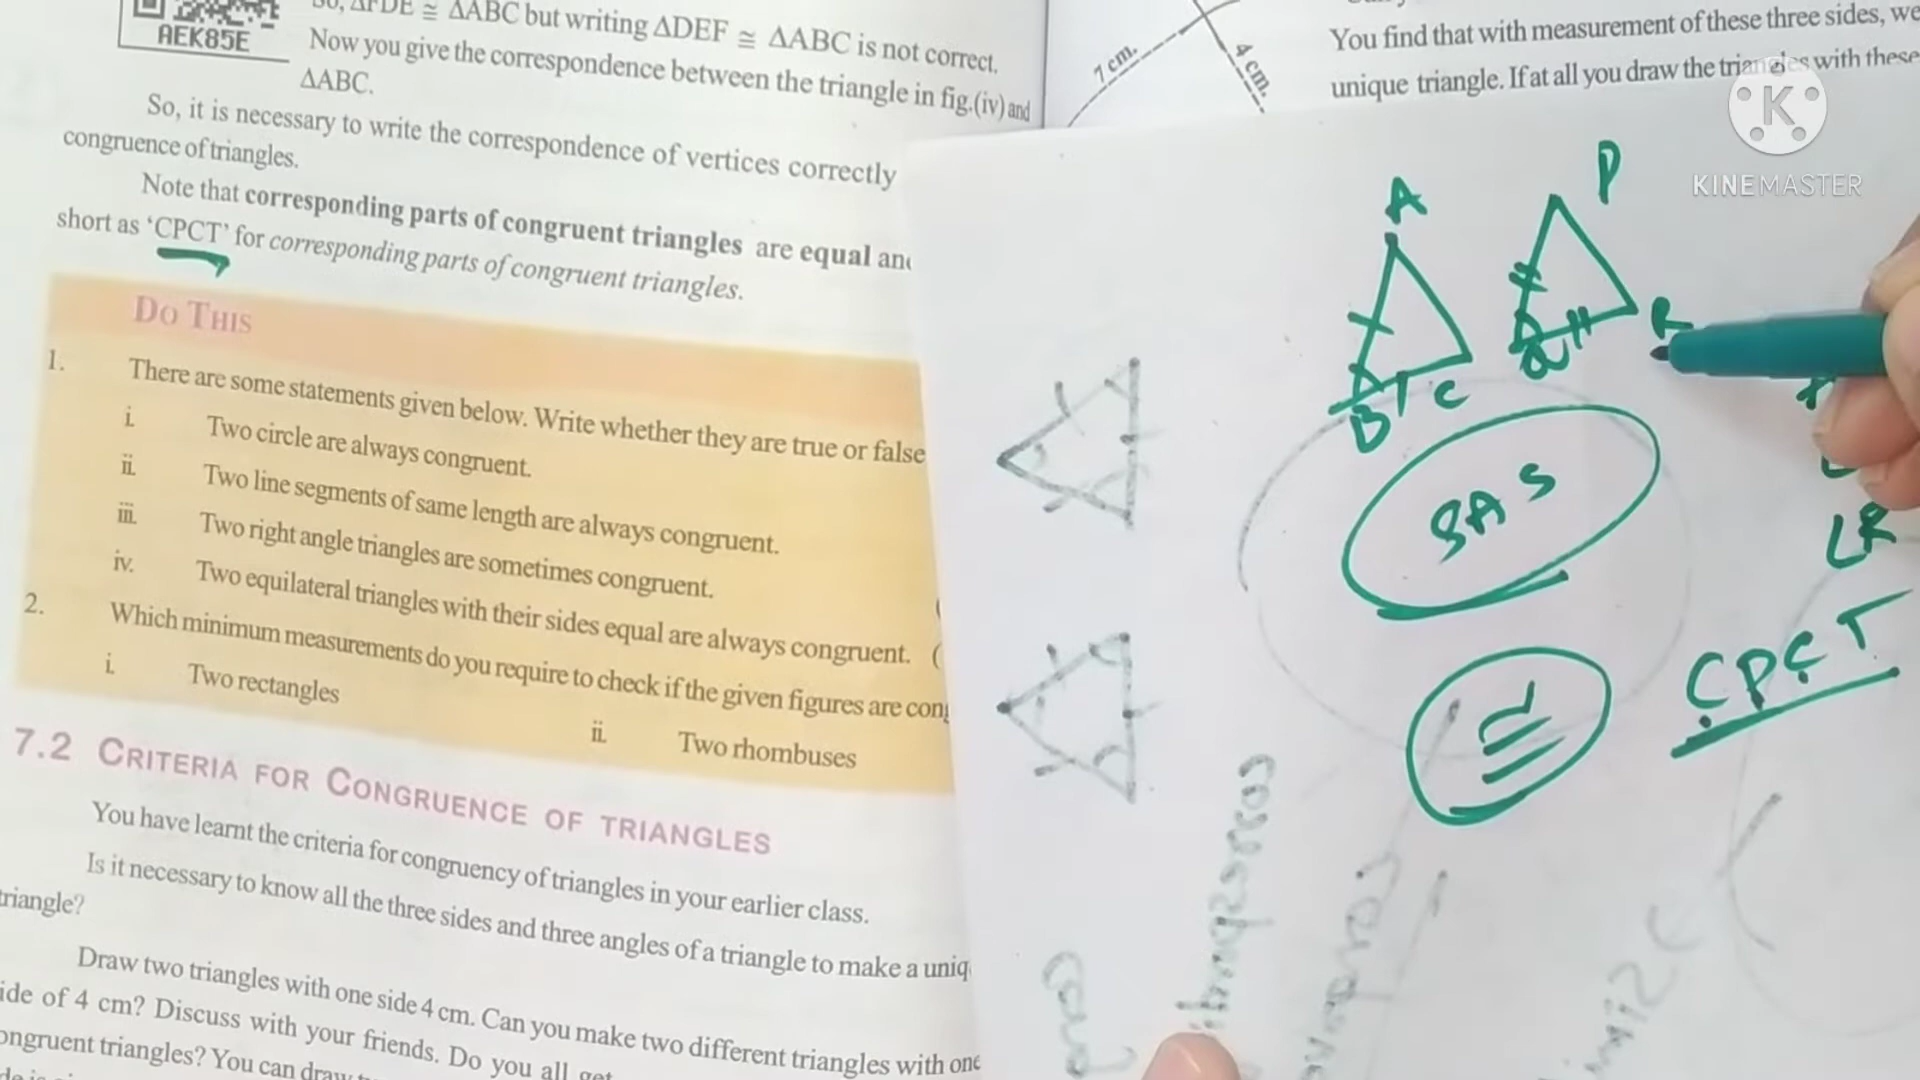 So, ΔFDE ≅ ΔABC but writing ΔDEF ≅ ΔABC is not correct.
AEK85E
Now you give the correspondence between the triangle in fig.(iv) and
ΔABC.
So, it is necessary to write the correspondence of vertices correctly
congruence of triangles.
Note that corresponding parts of congruent triangles are equal and
short as ‘CPCT’ for corresponding parts of congruent triangles.
DO THIS
1. There are some statements given below. Write whether they are true or false
i. Two circle are always congruent.
ii. Two line segments of same length are always congruent.
iii. Two right angle triangles are sometimes congruent.
iv. Two equilateral triangles with their sides equal are always congruent. (
2. Which minimum measurements do you require to check if the given figures are cong
i. Two rectangles
ii. Two rhombuses
7.2 CRITERIA FOR CONGRUENCE OF TRIANGLES
You have learnt the criteria for congruency of triangles in your earlier class.
Is it necessary to know all the three sides and three angles of a triangle to make a uniq
triangle?
Draw two triangles with one side 4 cm. Can you make two different triangles with one
ide of 4 cm? Discuss with your friends. Do you all get
ongruent triangles? You can draw
7 cm.
4 cm.
You find that with measurement of these three sides, we
unique triangle. If at all you draw the triangles with these
K
KINEMASTER
A
P
B
C
Q
R
SAS
∠R
≅
CPCT